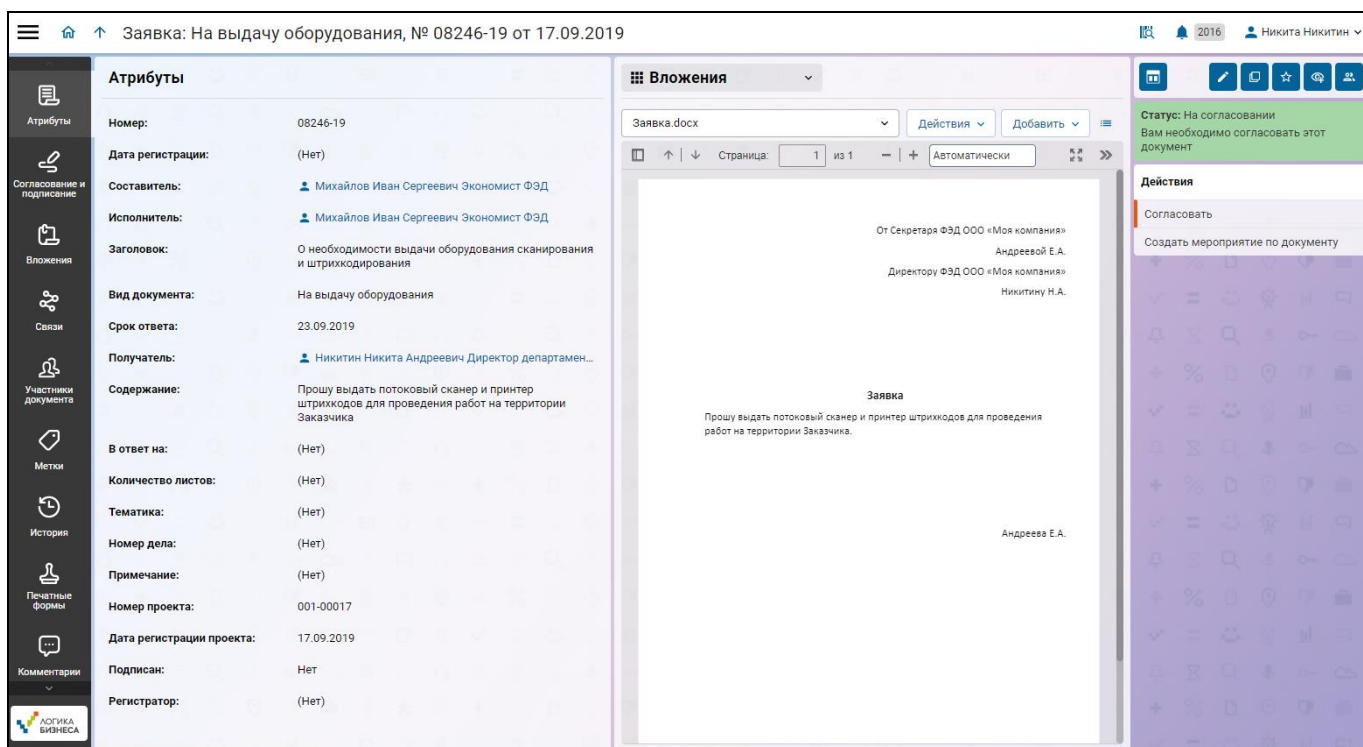 Заявка: На выдачу оборудования, № 08246-19 от 17.09.2019
2016
Никита Никитин
Атрибуты
Согласование и
подписание
Вложения
Связи
Участники
документа
Метки
История
Печатные
формы
Комментарии
ЛОГИКА
БИЗНЕСА
Атрибуты
Номер: 08246-19
Дата регистрации: (Нет)
Составитель: Михайлов Иван Сергеевич Экономист ФЭД
Исполнитель: Михайлов Иван Сергеевич Экономист ФЭД
Заголовок: О необходимости выдачи оборудования сканирования
и штрихкодирования
Вид документа: На выдачу оборудования
Срок ответа: 23.09.2019
Получатель: Никитин Никита Андреевич Директор департамен...
Содержание: Прошу выдать потоковый сканер и принтер
штрихкодов для проведения работ на территории
Заказчика
В ответ на: (Нет)
Количество листов: (Нет)
Тематика: (Нет)
Номер дела: (Нет)
Примечание: (Нет)
Номер проекта: 001-00017
Дата регистрации проекта: 17.09.2019
Подписан: Нет
Регистратор: (Нет)
Вложения
Заявка.docx Действия Добавить
Страница: 1 из 1 Автоматически
От Секретаря ФЭД ООО «Моя компания»
Андреевой Е.А.
Директору ФЭД ООО «Моя компания»
Никитину Н.А.
Заявка
Прошу выдать потоковый сканер и принтер штрихкодов для проведения
работ на территории Заказчика.
Андреева Е.А.
Статус: На согласовании
Вам необходимо согласовать этот
документ
Действия
Согласовать
Создать мероприятие по документу